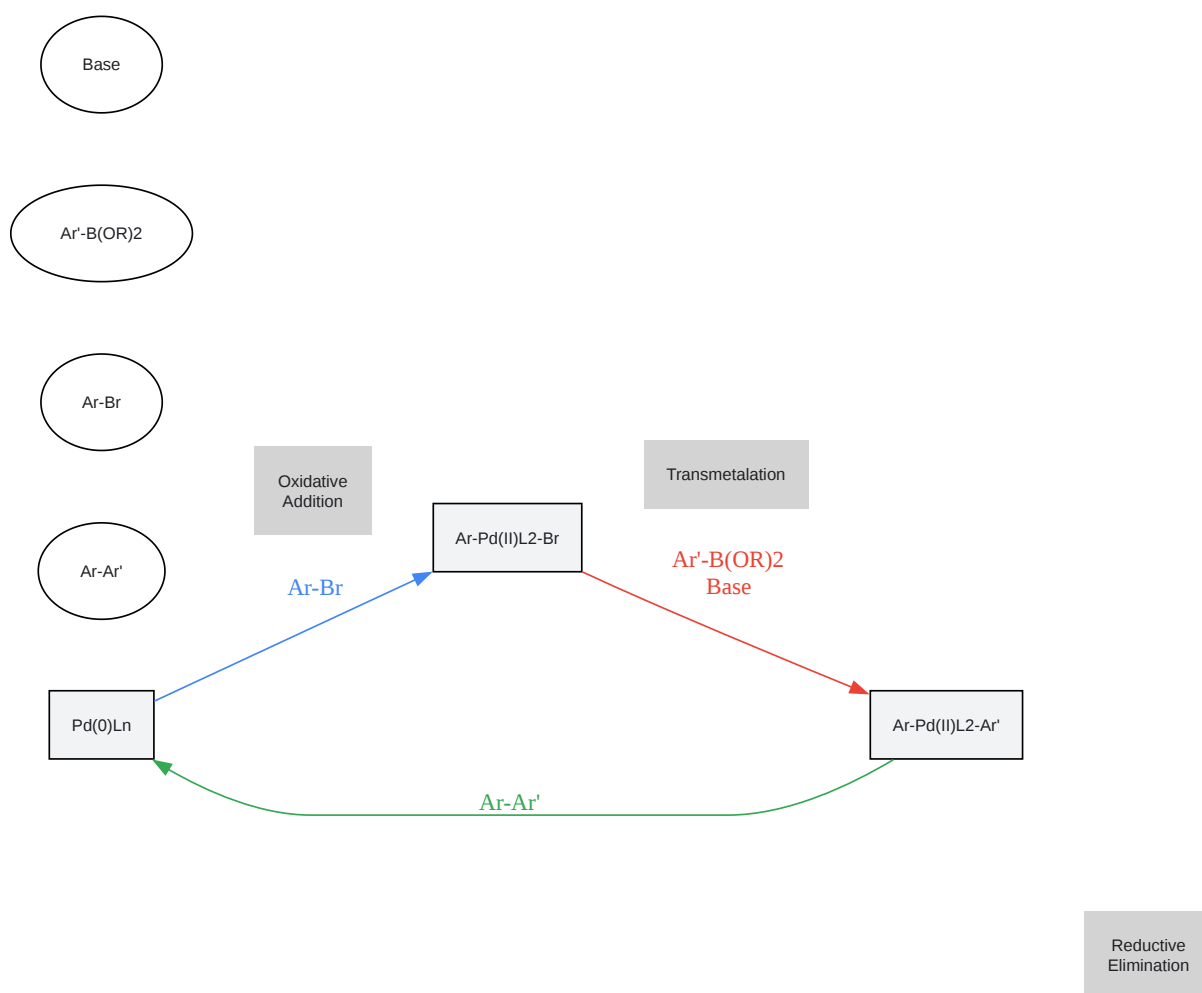 Base
Ar'-B(OR)2
Ar-Br
Ar-Ar'
Oxidative
Addition
Transmetalation
Ar-Pd(II)L2-Br
Ar'-B(OR)2
Base
Ar-Br
Pd(0)Ln
Ar-Pd(II)L2-Ar'
Ar-Ar'
Reductive
Elimination